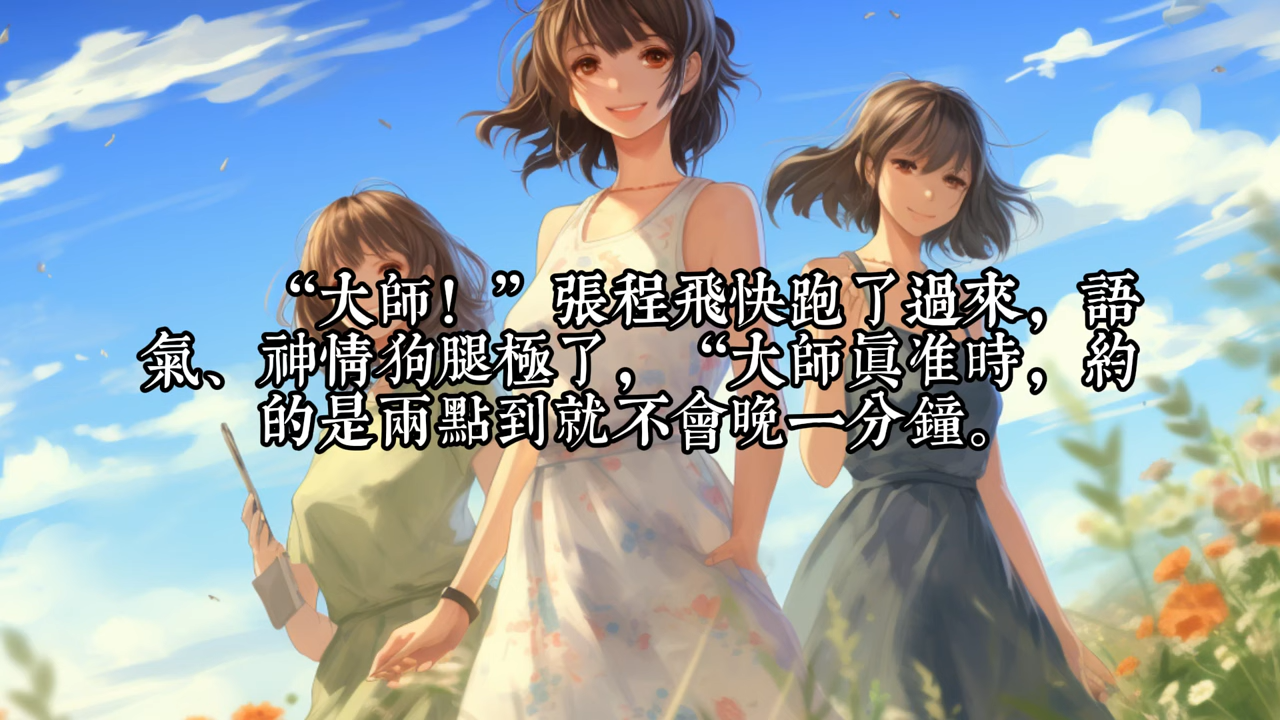 “大師！”張程飛快跑了過來，語
氣、神情狗腿極了，“大師眞准時，約
的是兩點到就不會晚一分鐘。